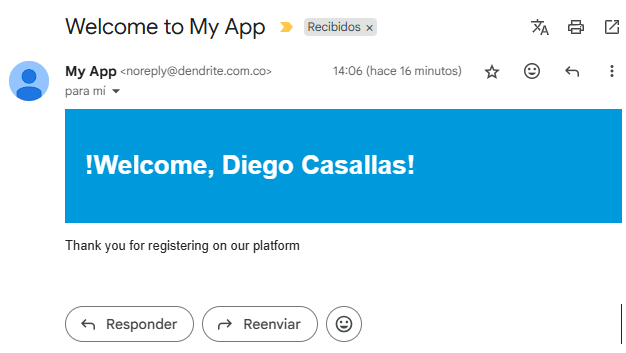 Welcome to My App Recibidos ×
My App <noreply@dendrite.com.co> 14:06 (hace 16 minutos)
para mí
!Welcome, Diego Casallas!
Thank you for registering on our platform
Responder Reenviar